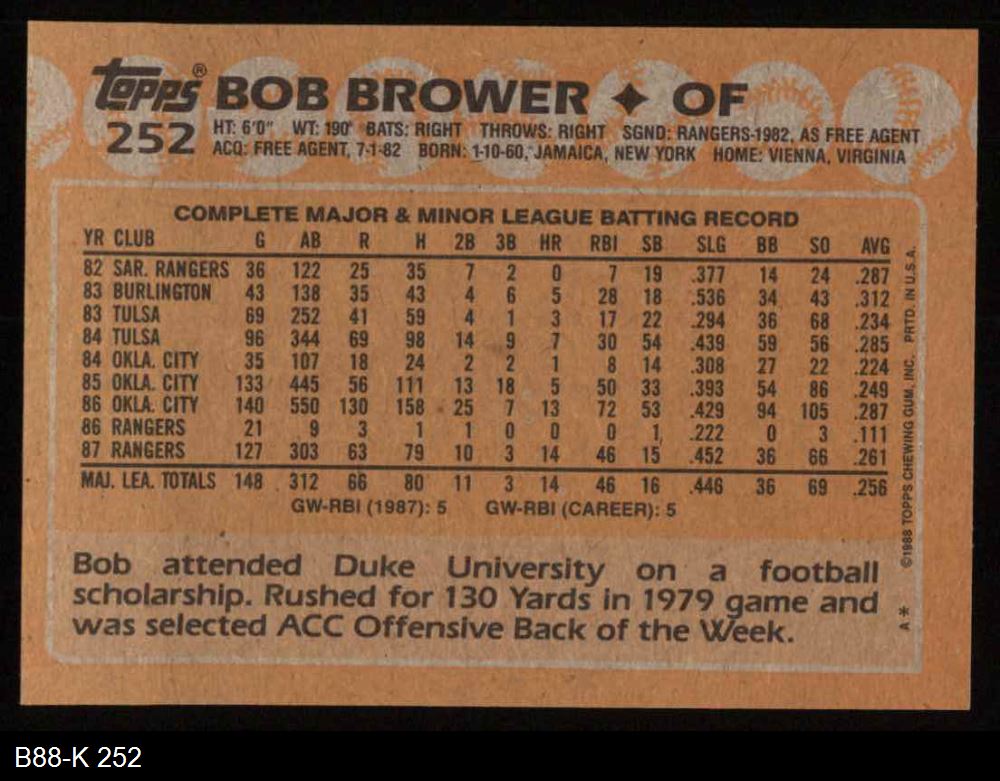 Topps® BOB BROWER ✦ OF
252 HT: 6'0" WT: 190 BATS: RIGHT THROWS: RIGHT SGND: RANGERS-1982, AS FREE AGENT
ACQ: FREE AGENT, 7-1-82 BORN: 1-10-60, JAMAICA, NEW YORK HOME: VIENNA, VIRGINIA
COMPLETE MAJOR & MINOR LEAGUE BATTING RECORD
YR CLUB G AB R H 2B 3B HR RBI SB SLG BB SO AVG
82 SAR. RANGERS 36 122 25 35 7 2 0 7 19 .377 14 24 .287
83 BURLINGTON 43 138 35 43 4 6 5 28 18 .536 34 43 .312
83 TULSA 69 252 41 59 4 1 3 17 22 .294 36 68 .234
84 TULSA 96 344 69 98 14 9 7 30 54 .439 59 56 .285
84 OKLA. CITY 35 107 18 24 2 2 1 8 14 .308 27 22 .224
85 OKLA. CITY 133 445 56 111 13 18 5 50 33 .393 54 86 .249
86 OKLA. CITY 140 550 130 158 25 7 13 72 53 .429 94 105 .287
86 RANGERS 21 9 3 1 1 0 0 0 1 .222 0 3 .111
87 RANGERS 127 303 63 79 10 3 14 46 15 .452 36 66 .261
MAJ. LEA. TOTALS 148 312 66 80 11 3 14 46 16 .446 36 69 .256
GW-RBI (1987): 5 GW-RBI (CAREER): 5
Bob attended Duke University on a football
scholarship. Rushed for 130 Yards in 1979 game and
was selected ACC Offensive Back of the Week.
A* ©1988 TOPPS CHEWING GUM, INC. PRTD. IN U.S.A.
B88-K 252